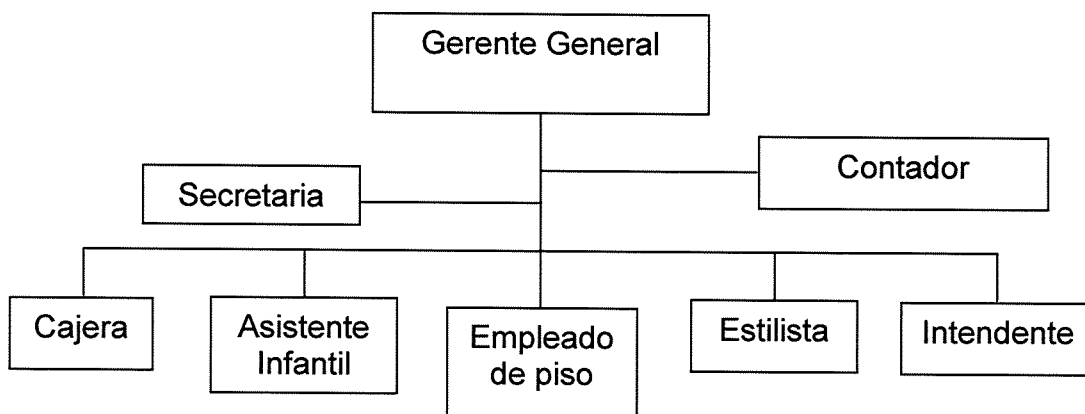 Gerente General
Contador
Secretaria
Cajera
Asistente
Infantil
Empleado
de piso
Estilista
Intendente